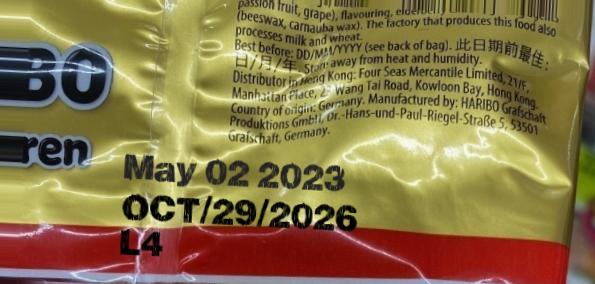 passion fruit, grape), flavouring, elder
(beeswax, carnauba wax). The factory that produces this food also
processes milk and wheat.
Best before: DD/MM/YYYY (see back of bag). 此日期前最佳:
日/月/年. Store away from heat and humidity.
Distributor in Hong Kong: Four Seas Mercantile Limited, 21/F,
Manhattan Place, 23 Wang Tai Road, Kowloon Bay, Hong Kong.
Country of origin: Germany. Manufactured by: HARIBO Grafschaft
Produktions GmbH, Dr.-Hans-und-Paul-Riegel-Straße 5, 53501
Grafschaft, Germany.
BO
ren
May 02 2023
OCT/29/2026
L4